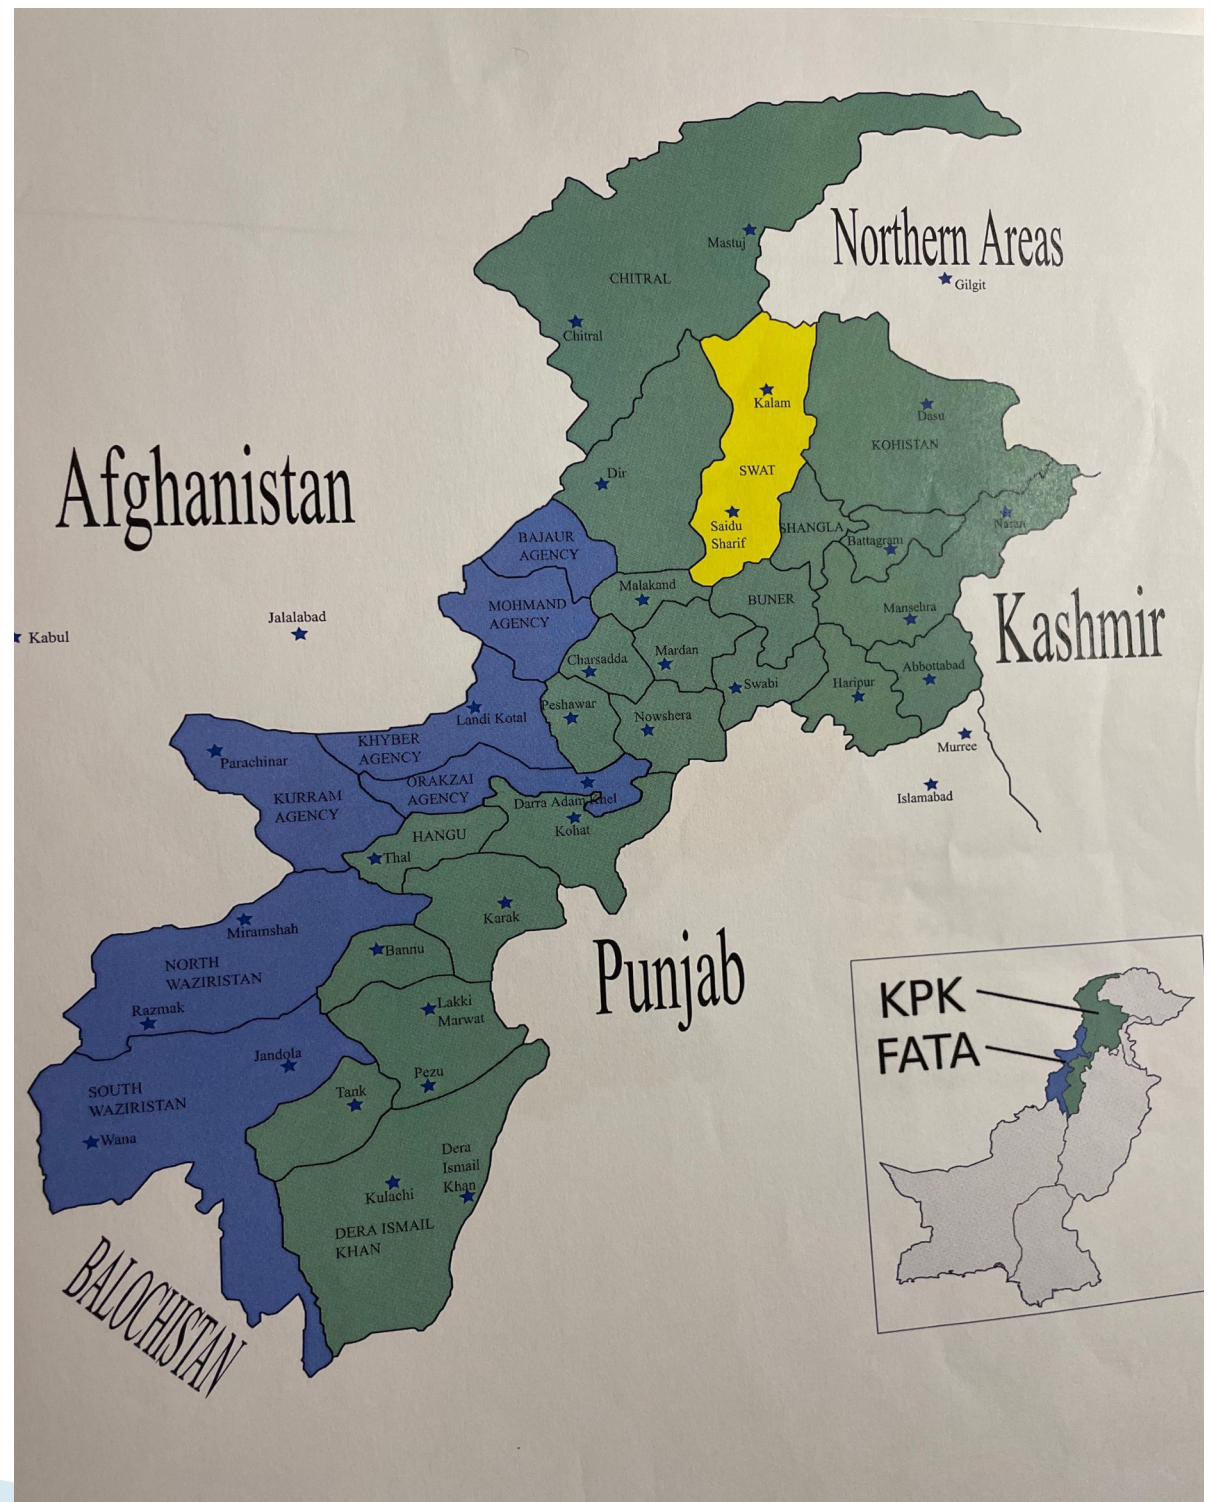 Northern Areas
Mastuj
Gilgit
CHITRAL
Chitral
Kalam
Dasu
KOHISTAN
Afghanistan
Dir
SWAT
Saidu
Sharif
SHANGLA
Naran
Battagram
BAJAUR
AGENCY
Malakand
BUNER
MOHMAND
AGENCY
Mansehra
Kashmir
Jalalabad
Kabul
Charsadda
Mardan
Swabi
Haripur
Abbottabad
Landi Kotal
Peshawar
Nowshera
Murree
Islamabad
Parachinar
KHYBER
AGENCY
KURRAM
AGENCY
ORAKZAI
AGENCY
Darra Adam Khel
Kohat
HANGU
Thal
Karak
Miramshah
Bannu
NORTH
WAZIRISTAN
Razmak
Lakki
Marwat
Punjab
KPK
FATA
Jandola
Pezu
SOUTH
WAZIRISTAN
Tank
Wana
Dera
Ismail
Khan
Kulachi
DERA ISMAIL
KHAN
BALOCHISTAN